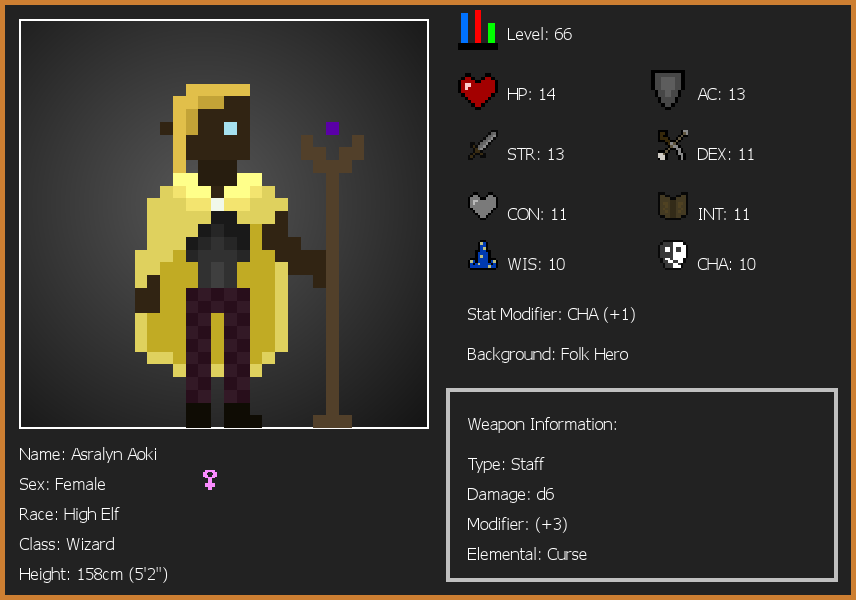 Level: 66
HP: 14
AC: 13
STR: 13
DEX: 11
CON: 11
INT: 11
WIS: 10
CHA: 10
Stat Modifier: CHA (+1)
Background: Folk Hero
Weapon Information:
Type: Staff
Damage: d6
Modifier: (+3)
Elemental: Curse
Name: Asralyn Aoki
Sex: Female
Race: High Elf
Class: Wizard
Height: 158cm (5'2")